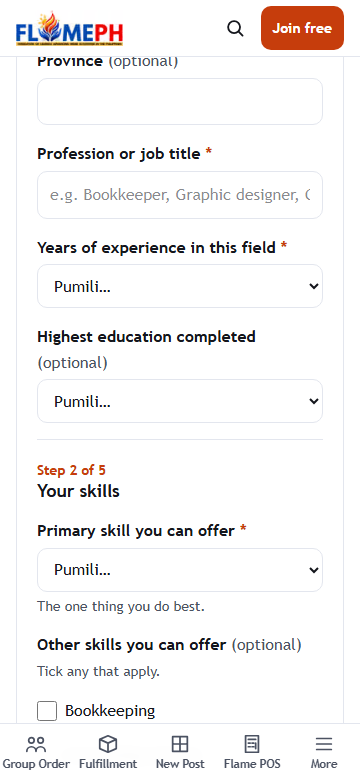 FLAMEPH
Join free
Province (optional)
Profession or job title *
e.g. Bookkeeper, Graphic designer, C
Years of experience in this field *
Pumili...
Highest education completed
(optional)
Pumili...
Step 2 of 5
Your skills
Primary skill you can offer *
Pumili...
The one thing you do best.
Other skills you can offer (optional)
Tick any that apply.
Bookkeeping
Group Order
Fulfillment
New Post
Flame POS
More